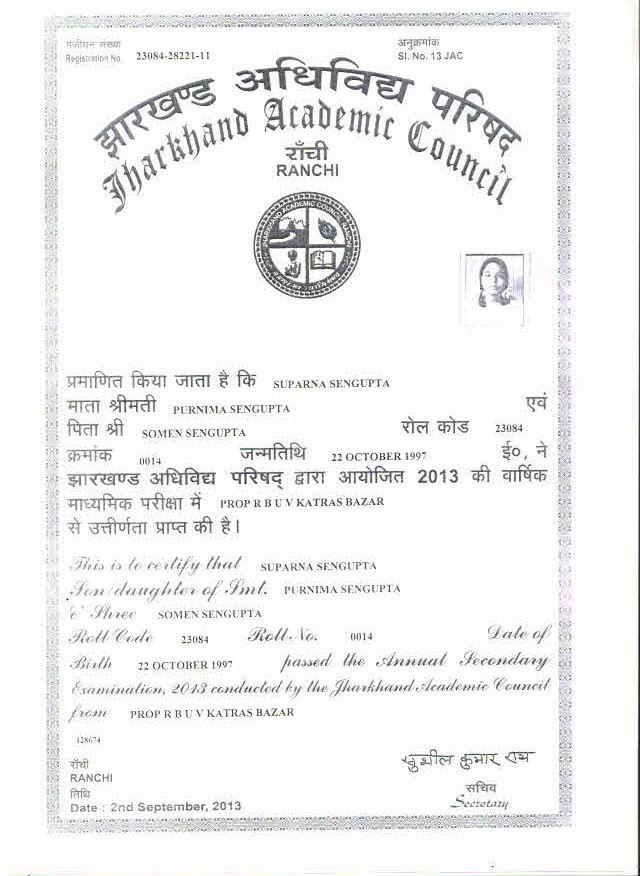 पंजीयन संख्या
Registration No. 23084-28221-11
अनुक्रमांक
Sl. No. 13 JAC
झारखण्ड अधिविद्य परिषद
Jharkhand Academic Council
राँची
RANCHI
JHARKHAND ACADEMIC COUNCIL RANCHI
प्रमाणित किया जाता है कि SUPARNA SENGUPTA
माता श्रीमती PURNIMA SENGUPTA एवं
पिता श्री SOMEN SENGUPTA रोल कोड 23084
क्रमांक 0014 जन्मतिथि 22 OCTOBER 1997 ई०, ने
झारखण्ड अधिविद्य परिषद् द्वारा आयोजित 2013 की वार्षिक
माध्यमिक परीक्षा में PROP R B U V KATRAS BAZAR
से उत्तीर्णता प्राप्त की है।
This is to certify that SUPARNA SENGUPTA
Son/daughter of Smt. PURNIMA SENGUPTA
& Shree SOMEN SENGUPTA
Roll Code 23084 Roll No. 0014 Date of
Birth 22 OCTOBER 1997 passed the Annual Secondary
Examination, 2013 conducted by the Jharkhand Academic Council
from PROP R B U V KATRAS BAZAR
128674
राँची
RANCHI
तिथि
Date : 2nd September, 2013
सुशील कुमार राय
सचिव
Secretary